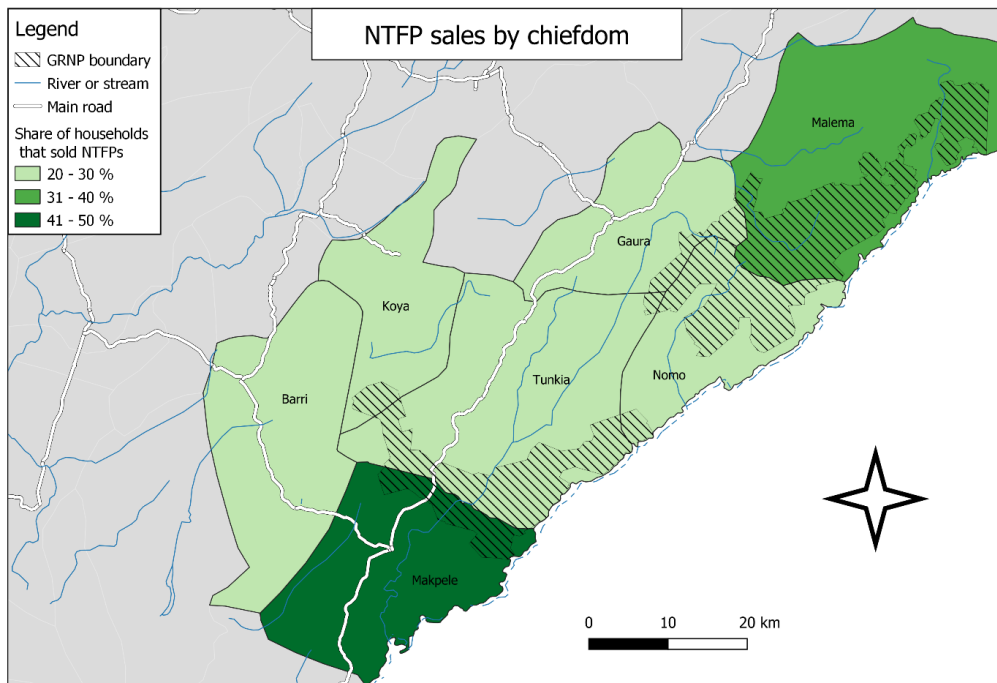 NTFP sales by chiefdom
Legend
GRNP boundary
River or stream
Main road
Share of households
that sold NTFPs
20 - 30 %
31 - 40 %
41 - 50 %
Malema
Gaura
Koya
Tunkia
Nomo
Barri
Makpele
0 10 20 km